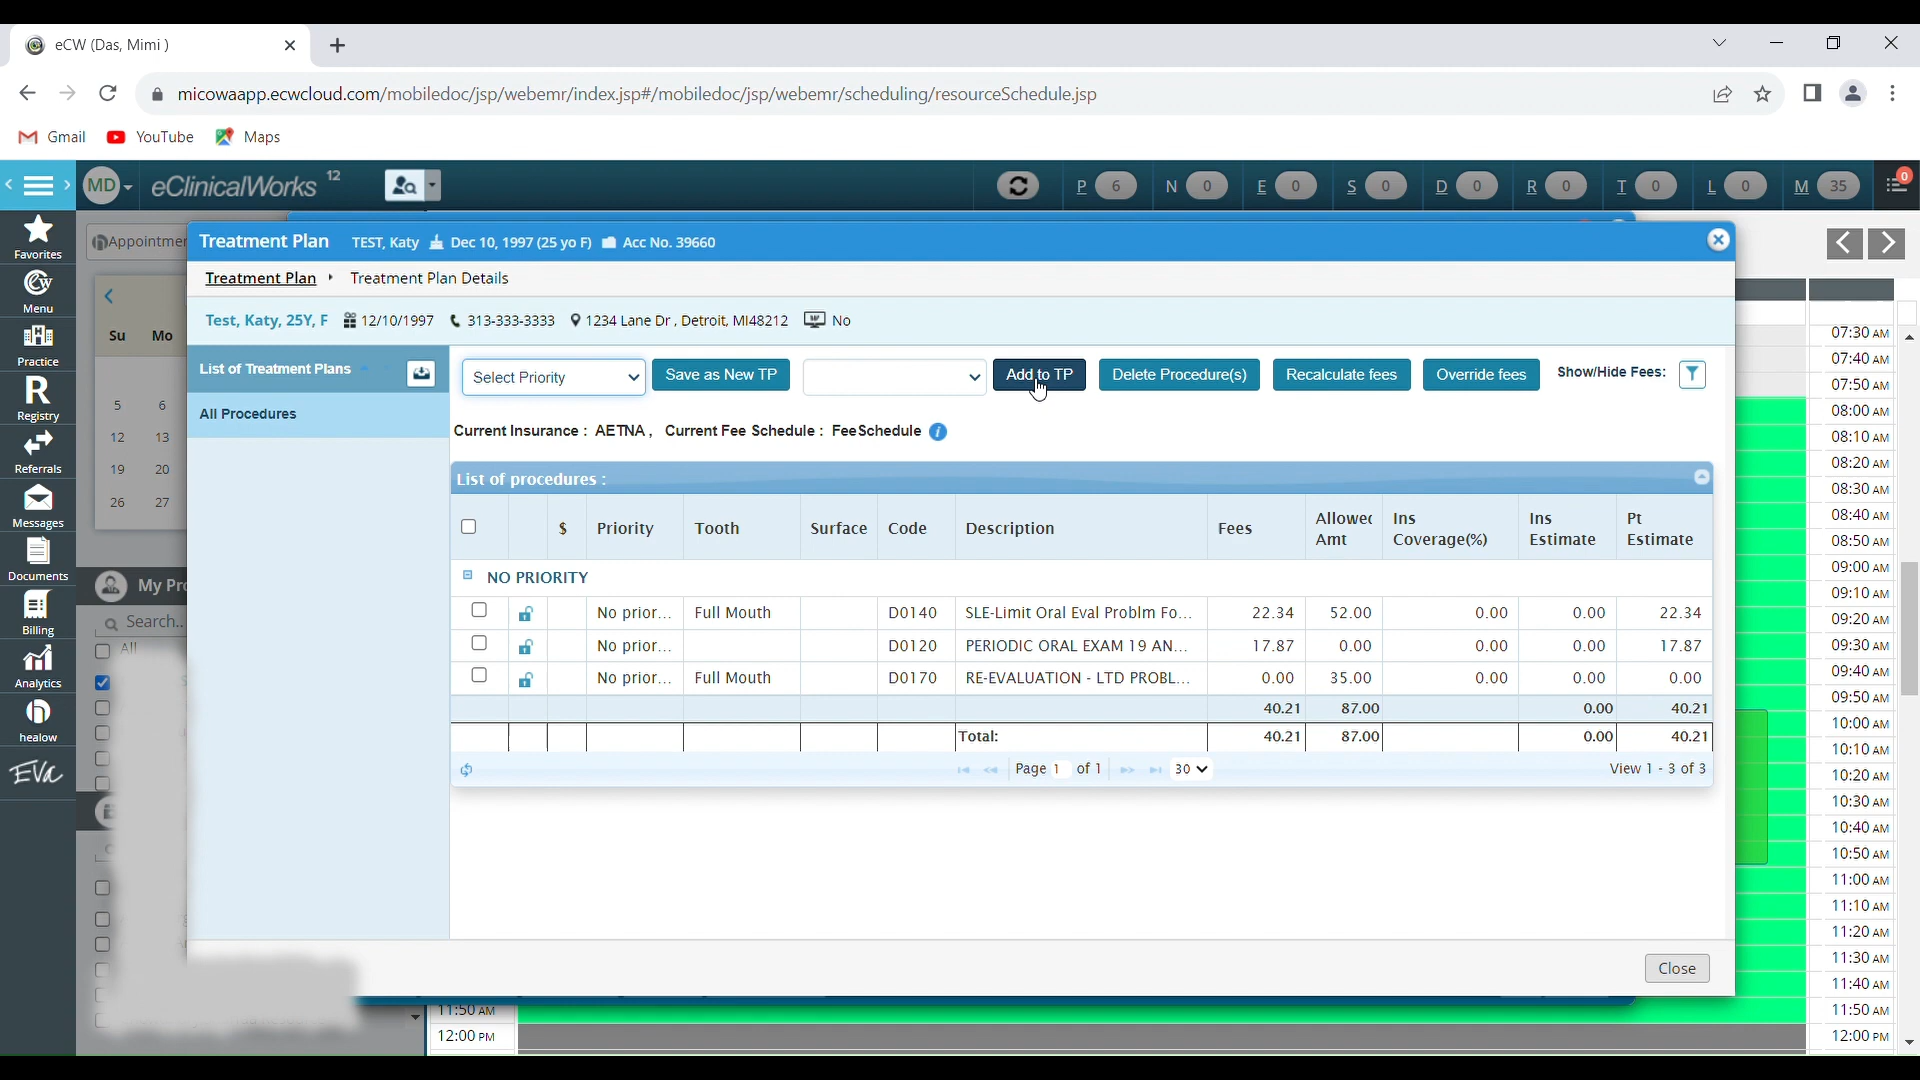 eCW (Das, Mimi )
micowaapp.ecwcloud.com/mobiledoc/jsp/webemr/index.jsp#/mobiledoc/jsp/webemr/scheduling/resourceSchedule.jsp
Gmail YouTube Maps
MD eClinicalWorks 12 P 6 N 0 E 0 S 0 D 0 R 0 T 0 L 0 M 35 0
Favorites
Menu
Practice
Registry
Referrals
Messages
Documents
Billing
Analytics
healow
EVa
Appointmer
Su Mo
5 6
12 13
19 20
26 27
My Pro
Search..
All
Treatment Plan TEST, Katy Dec 10, 1997 (25 yo F) Acc No. 39660
Treatment Plan Treatment Plan Details
Test, Katy, 25Y, F 12/10/1997 313-333-3333 1234 Lane Dr , Detroit, MI48212 No
List of Treatment Plans
All Procedures
Select Priority Save as New TP Add to TP Delete Procedure(s) Recalculate fees Override fees Show/Hide Fees:
Current Insurance : AETNA , Current Fee Schedule : FeeSchedule
List of procedures :
$ Priority Tooth Surface Code Description Fees Allowec Amt Ins Coverage(%) Ins Estimate Pt Estimate
NO PRIORITY
No prior... Full Mouth D0140 SLE-Limit Oral Eval Problm Fo... 22.34 52.00 0.00 0.00 22.34
No prior... D0120 PERIODIC ORAL EXAM 19 AN... 17.87 0.00 0.00 0.00 17.87
No prior... Full Mouth D0170 RE-EVALUATION - LTD PROBL... 0.00 35.00 0.00 0.00 0.00
40.21 87.00 0.00 40.21
Total: 40.21 87.00 0.00 40.21
Page 1 of 1 30 View 1 - 3 of 3
Close
11:50 AM
12:00 PM
07:30 AM
07:40 AM
07:50 AM
08:00 AM
08:10 AM
08:20 AM
08:30 AM
08:40 AM
08:50 AM
09:00 AM
09:10 AM
09:20 AM
09:30 AM
09:40 AM
09:50 AM
10:00 AM
10:10 AM
10:20 AM
10:30 AM
10:40 AM
10:50 AM
11:00 AM
11:10 AM
11:20 AM
11:30 AM
11:40 AM
11:50 AM
12:00 PM